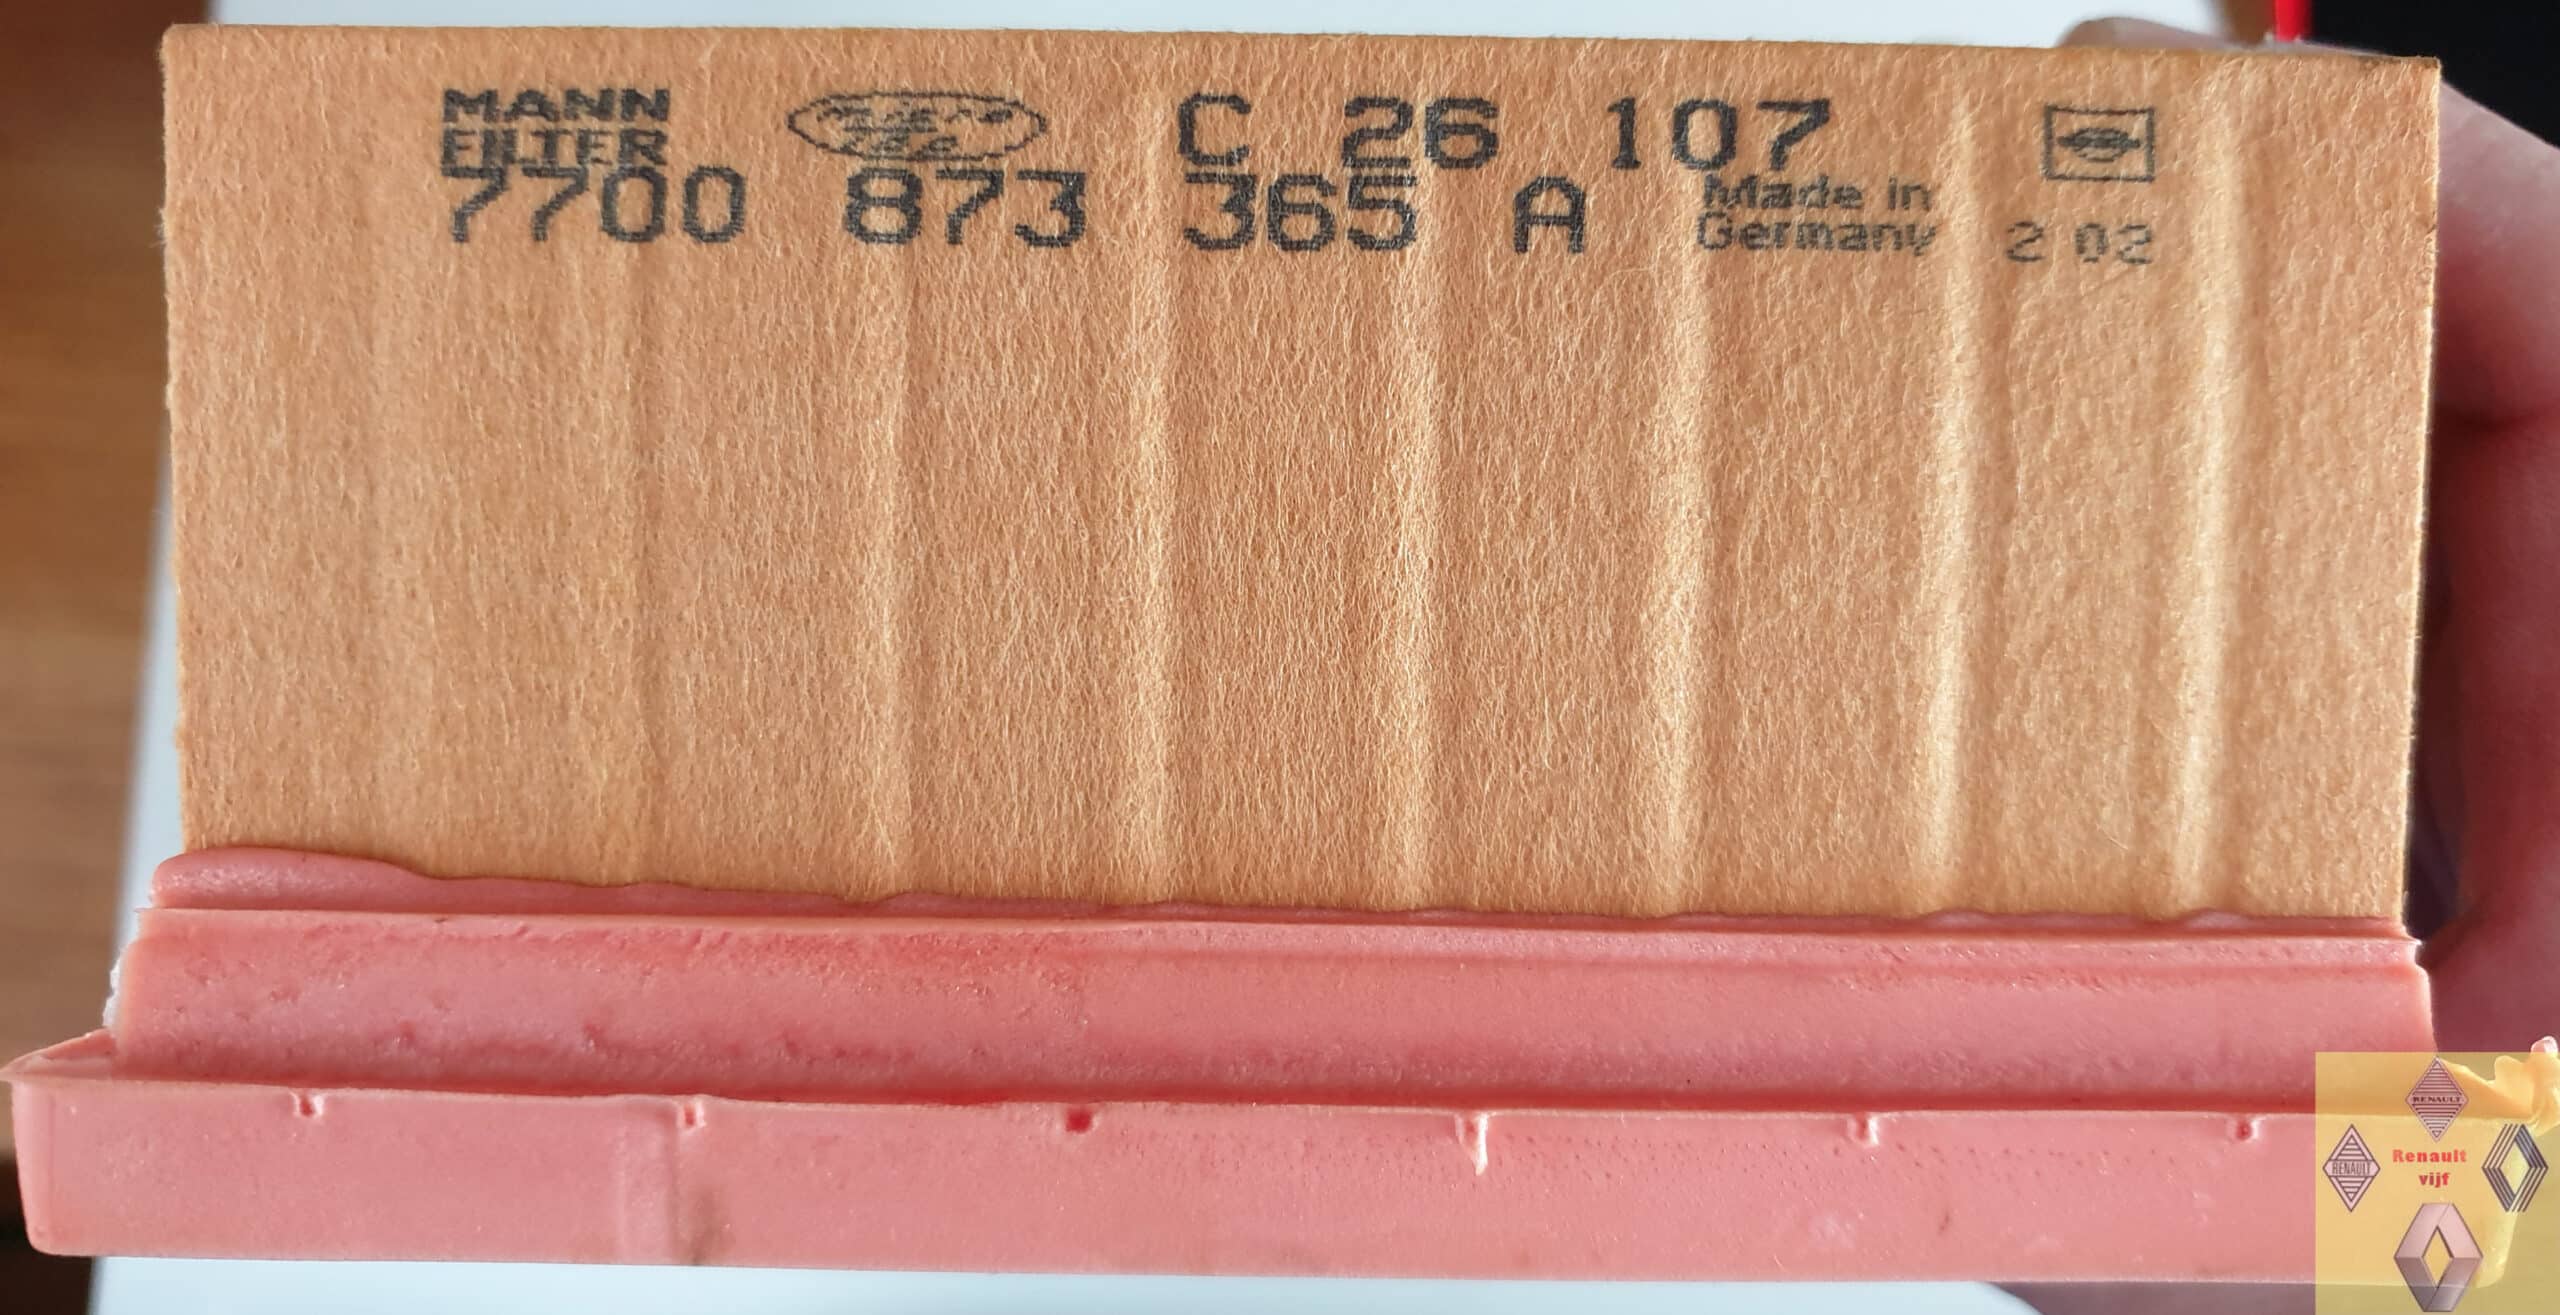 MANN
FILTER
C 26 107
7700 873 365 A
Made in
Germany
2 02
RENAULT
RENAULT
Renault
vijf